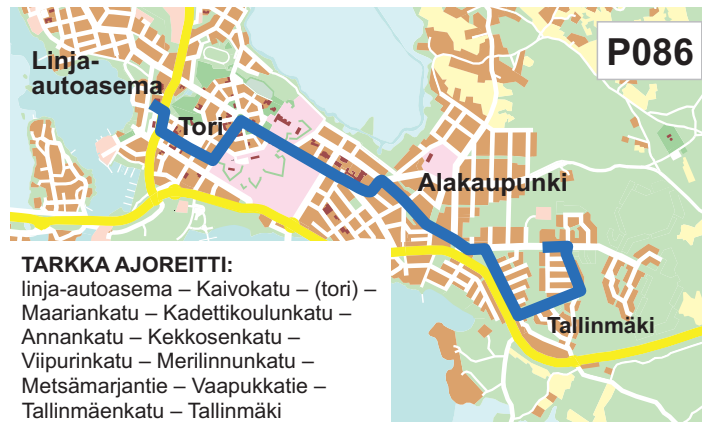 P086
Linja-
autoasema
Tori
Alakaupunki
Tallinmäki
TARKKA AJOREITTI:
linja-autoasema – Kaivokatu – (tori) –
Maariankatu – Kadettikoulunkatu –
Annankatu – Kekkosenkatu –
Viipurinkatu – Merilinnunkatu –
Metsämarjantie – Vaapukkatie –
Tallinmäenkatu – Tallinmäki